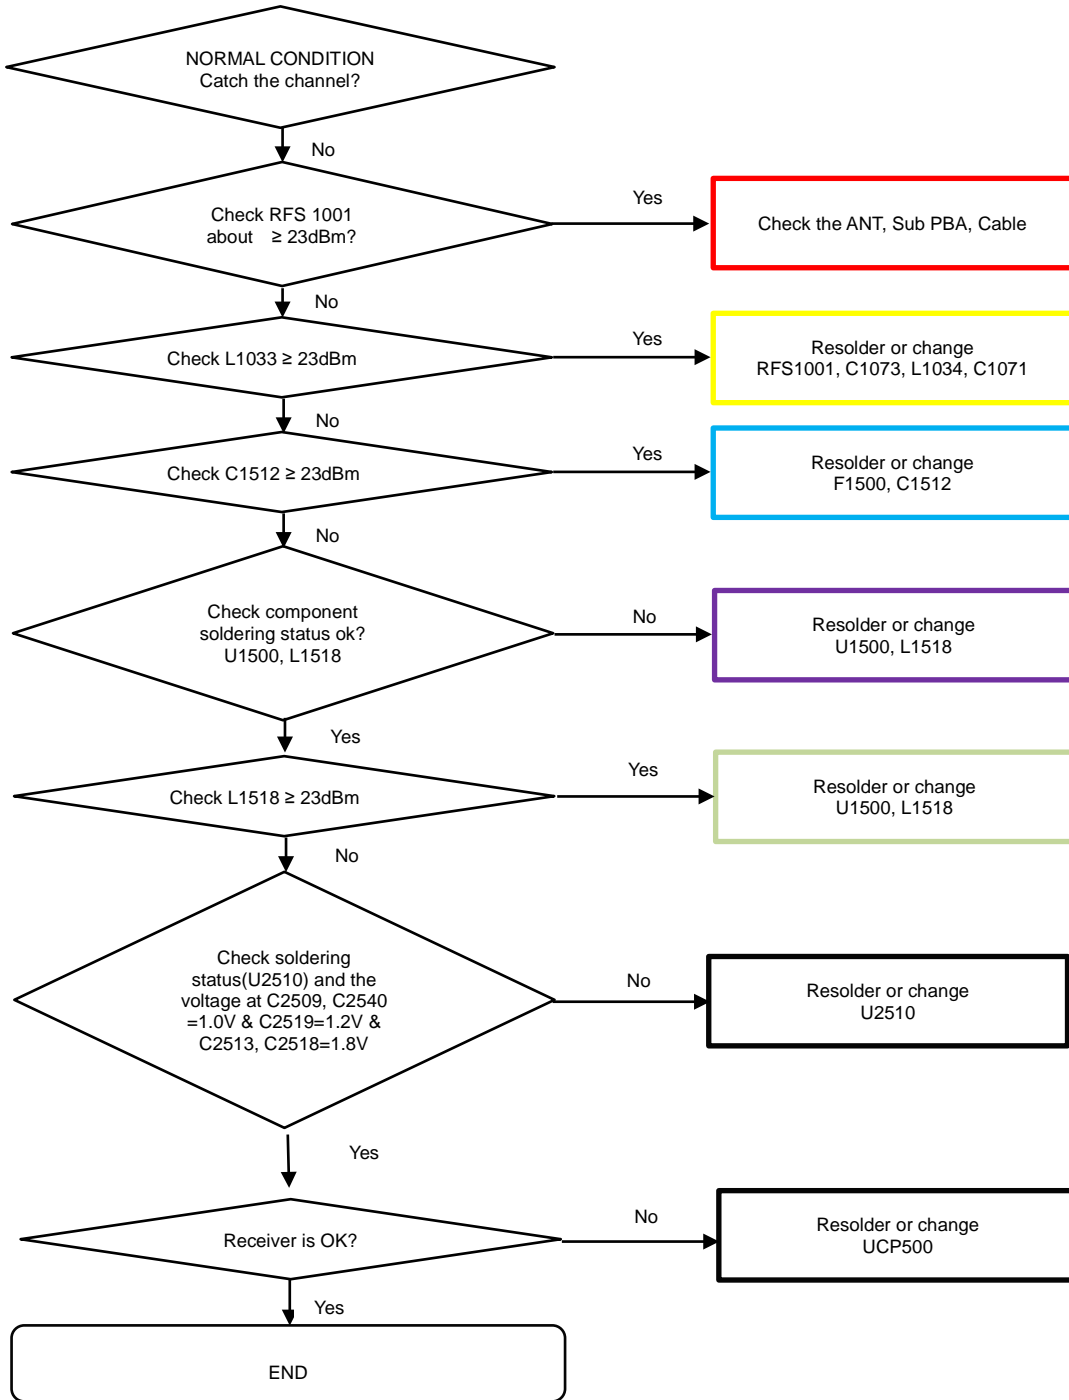 NORMAL CONDITION
Catch the channel?
No
Check RFS 1001
about ≥ 23dBm?
Yes
Check the ANT, Sub PBA, Cable
No
Check L1033 ≥ 23dBm
Yes
Resolder or change
RFS1001, C1073, L1034, C1071
No
Check C1512 ≥ 23dBm
Yes
Resolder or change
F1500, C1512
No
Check component
soldering status ok?
U1500, L1518
No
Resolder or change
U1500, L1518
Yes
Check L1518 ≥ 23dBm
Yes
Resolder or change
U1500, L1518
No
Check soldering
status(U2510) and the
voltage at C2509, C2540
=1.0V & C2519=1.2V &
C2513, C2518=1.8V
No
Resolder or change
U2510
Yes
Receiver is OK?
No
Resolder or change
UCP500
Yes
END